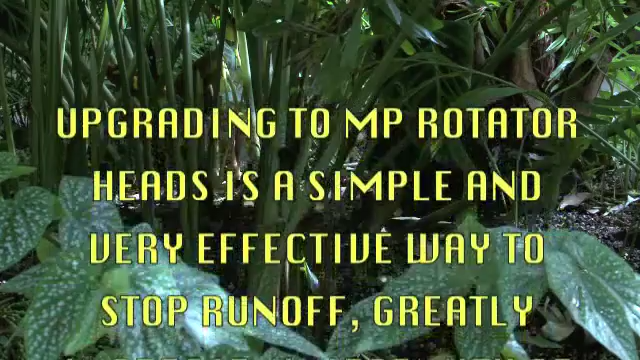 UPGRADING TO MP ROTATOR
HEADS IS A SIMPLE AND
VERY EFFECTIVE WAY TO
STOP RUNOFF, GREATLY